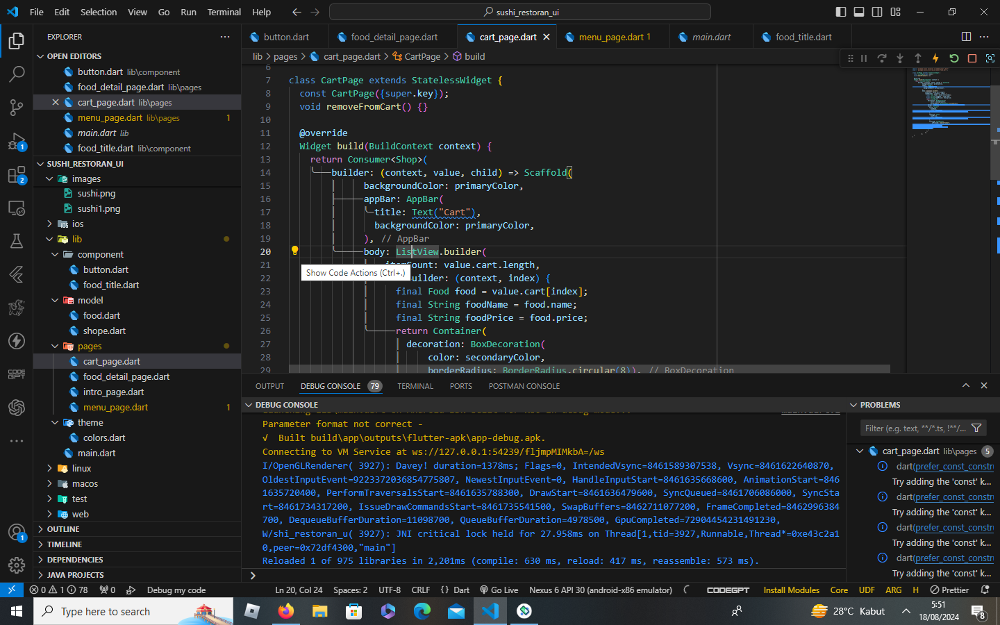 File Edit Selection View Go Run Terminal Help
sushi_restoran_ui
EXPLORER
OPEN EDITORS
button.dart lib\component
food_detail_page.dart lib\pages
cart_page.dart lib\pages
menu_page.dart lib\pages 1
main.dart lib
food_title.dart lib\component
SUSHI_RESTORAN_UI
images
sushi.png
sushi1.png
ios
lib
component
button.dart
food_title.dart
model
food.dart
shope.dart
pages
cart_page.dart
food_detail_page.dart
intro_page.dart
menu_page.dart 1
theme
colors.dart
main.dart
linux
macos
test
web
OUTLINE
TIMELINE
DEPENDENCIES
JAVA PROJECTS
1
2
CODE
GPT
1
button.dart food_detail_page.dart cart_page.dart menu_page.dart 1 main.dart food_title.dart
lib > pages > cart_page.dart > CartPage > build
6
7 class CartPage extends StatelessWidget {
8 const CartPage({super.key});
9 void removeFromCart() {}
10
11 @override
12 Widget build(BuildContext context) {
13 return Consumer<Shop>(
14 builder: (context, value, child) => Scaffold(
15 backgroundColor: primaryColor,
16 appBar: AppBar(
17 title: Text("Cart"),
18 backgroundColor: primaryColor,
19 ), // AppBar
20 body: ListView.builder(
21 itemCount: value.cart.length,
22 uilder: (context, index) {
23 final Food food = value.cart[index];
24 final String foodName = food.name;
25 final String foodPrice = food.price;
26 return Container(
27 decoration: BoxDecoration(
28 color: secondaryColor,
29 borderRadius: BorderRadius.circular(8)), // BoxDecoration
Show Code Actions (Ctrl+.)
OUTPUT DEBUG CONSOLE 79 TERMINAL PORTS POSTMAN CONSOLE
DEBUG CONSOLE
Parameter format not correct -
√ Built build\app\outputs\flutter-apk\app-debug.apk.
Connecting to VM Service at ws://127.0.0.1:54239/fljmpMIMkbA=/ws
I/OpenGLRenderer( 3927): Davey! duration=1378ms; Flags=0, IntendedVsync=8461589307538, Vsync=8461622640870,
OldestInputEvent=9223372036854775807, NewestInputEvent=0, HandleInputStart=8461635668600, AnimationStart=846
1635720400, PerformTraversalsStart=8461635788300, DrawStart=8461636479600, SyncQueued=8461706086000, SyncSta
rt=8461734317200, IssueDrawCommandsStart=8461735541500, SwapBuffers=8462711077200, FrameCompleted=8462996384
700, DequeueBufferDuration=11098700, QueueBufferDuration=4978500, GpuCompleted=72904454231491230,
W/shi_restoran_u( 3927): JNI critical lock held for 27.958ms on Thread[1,tid=3927,Runnable,Thread*=0xe43c2a1
0,peer=0x72df4300,"main"]
Reloaded 1 of 975 libraries in 2,201ms (compile: 630 ms, reload: 417 ms, reassemble: 573 ms).
PROBLEMS
Filter (e.g. text, **/*.ts, !**/...
cart_page.dart lib\pages 5
dart(prefer_const_constru
Try adding the 'const' k...
dart(prefer_const_constru
Try adding the 'const' k...
dart(prefer_const_constru
Try adding the 'const' k...
dart(prefer_const_constru
Try adding the 'const' k...
0 1 78 0 Debug my code Ln 20, Col 24 Spaces: 2 UTF-8 CRLF {} Dart Go Live Nexus 6 API 30 (android-x86 emulator) CODEGPT Install Modules Core UDF ARG H Prettier
Type here to search
28°C Kabut
5:51
18/08/2024
8